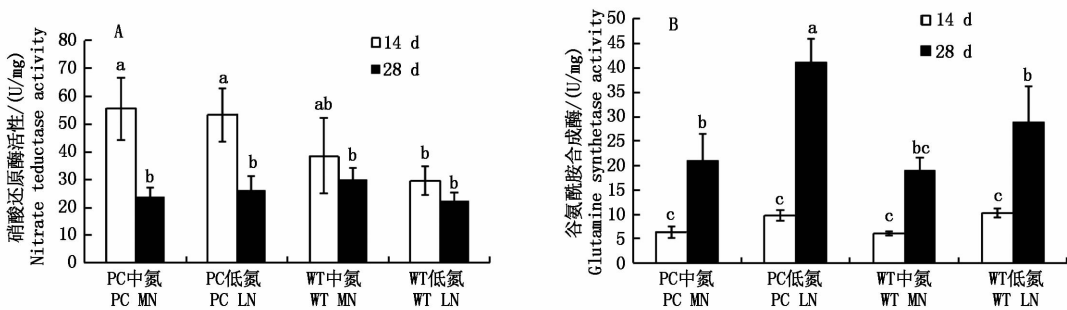 A
14 d
28 d
硝酸还原酶活性/(U/mg)
Nitrate teductase activity
80
70
60
50
40
30
20
10
0
a
b
a
b
ab
b
b
b
PC中氮
PC MN
PC低氮
PC LN
WT中氮
WT MN
WT低氮
WT LN
B
14 d
28 d
谷氨酰胺合成酶/(U/mg)
Glutamine synthetase activity
50
45
40
35
30
25
20
15
10
5
0
c
b
c
a
c
bc
c
b
PC中氮
PC MN
PC低氮
PC LN
WT中氮
WT MN
WT低氮
WT LN